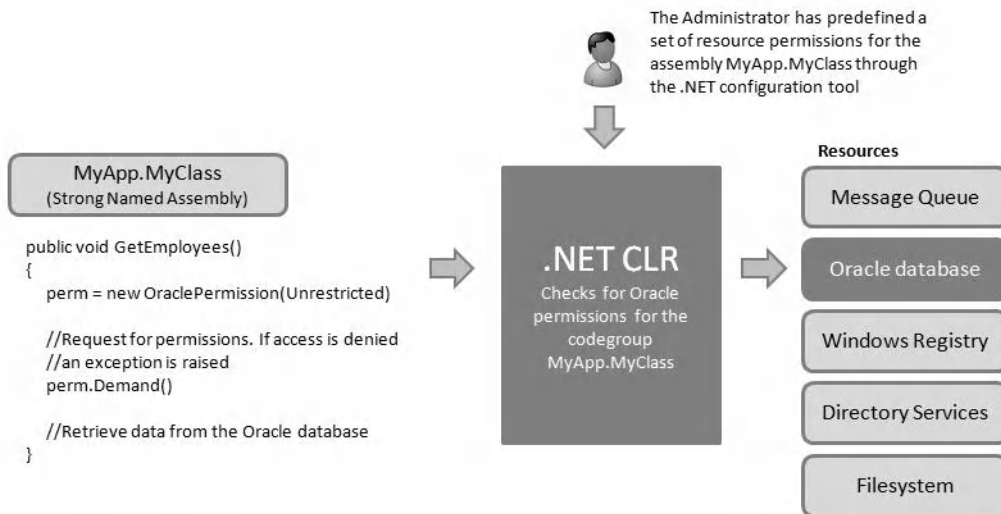 The Administrator has predefined a
set of resource permissions for the
assembly MyApp.MyClass through
the .NET configuration tool
MyApp.MyClass
(Strong Named Assembly)
public void GetEmployees()
{
perm = new OraclePermission(Unrestricted)
//Request for permissions. If access is denied
//an exception is raised
perm.Demand()
//Retrieve data from the Oracle database
}
.NET CLR
Checks for Oracle
permissions for the
codegroup
MyApp.MyClass
Resources
Message Queue
Oracle database
Windows Registry
Directory Services
Filesystem